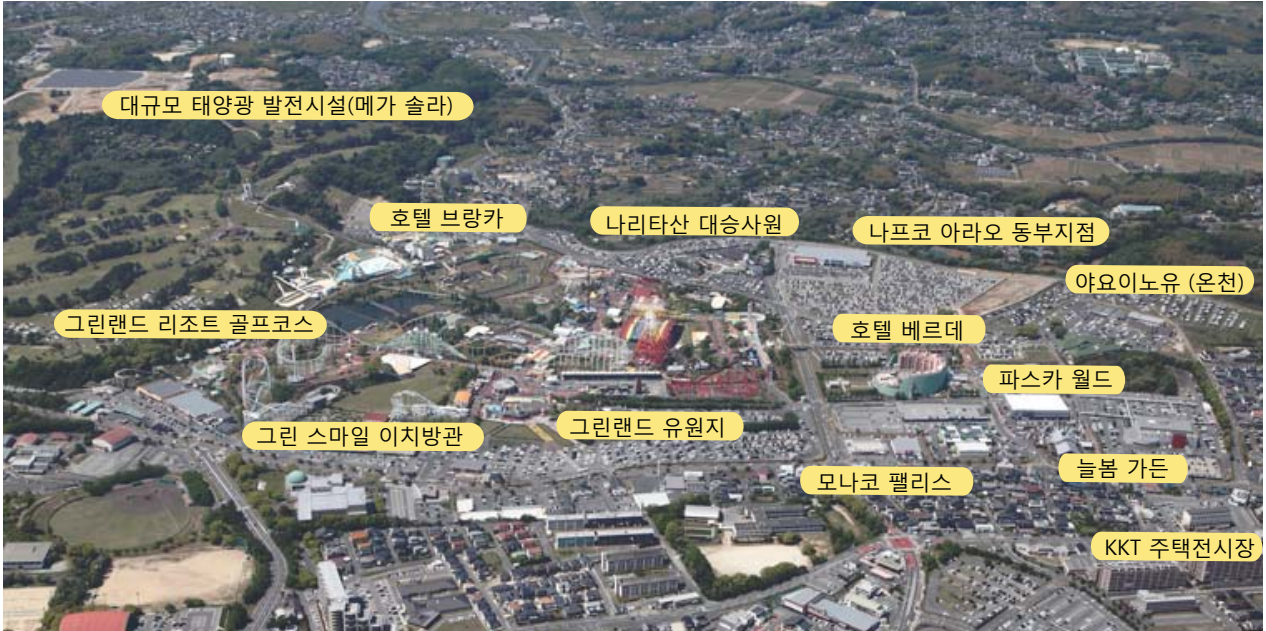 대규모 태양광 발전시설(메가 솔라)
호텔 브랑카
나리타산 대승사원
나프코 아라오 동부지점
야요이노유 (온천)
그린랜드 리조트 골프코스
호텔 베르데
파스카 월드
그린 스마일 이치방관
그린랜드 유원지
모나코 팰리스
늘봄 가든
KKT 주택전시장